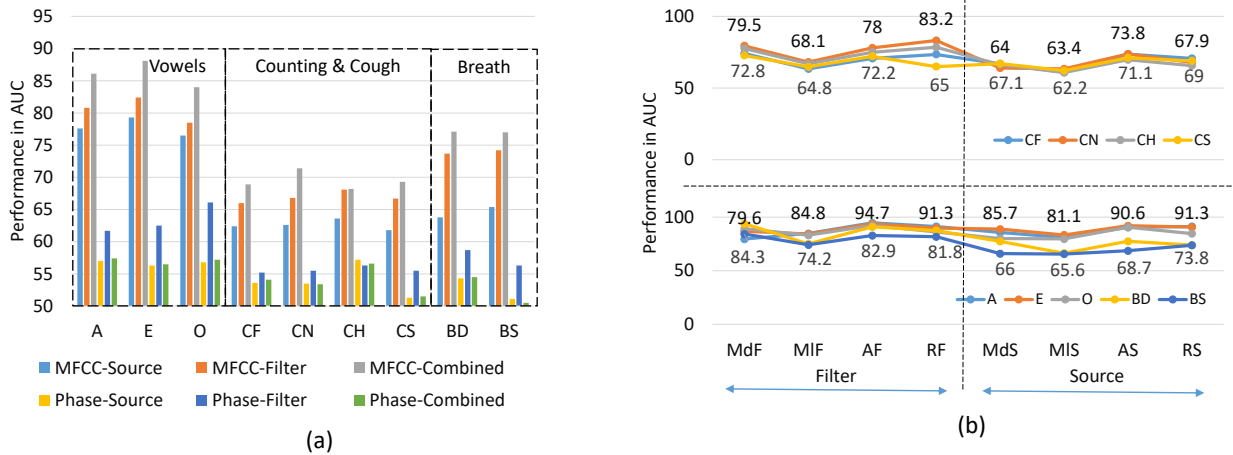 95
90
85
80
75
70
65
60
55
50
Performance in AUC
Vowels
Counting & Cough
Breath
A E O CF CN CH CS BD BS
MFCC-Source MFCC-Filter MFCC-Combined
Phase-Source Phase-Filter Phase-Combined
(a)
100
50
0
Performance in AUC
79.5 68.1 78 83.2 64 63.4 73.8 67.9
72.8 64.8 72.2 65 67.1 62.2 71.1 69
CF CN CH CS
100
50
0
79.6 84.8 94.7 91.3 85.7 81.1 90.6 91.3
84.3 74.2 82.9 81.8 66 65.6 68.7 73.8
A E O BD BS
MdF MlF AF RF MdS MlS AS RS
Filter Source
(b)